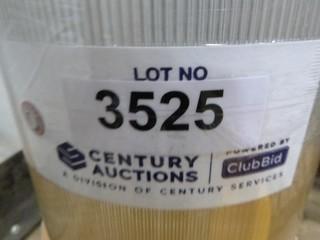 LOT NO
3525
CENTURY AUCTIONS
POWERED BY
ClubBid
A DIVISION OF CENTURY SERVICES